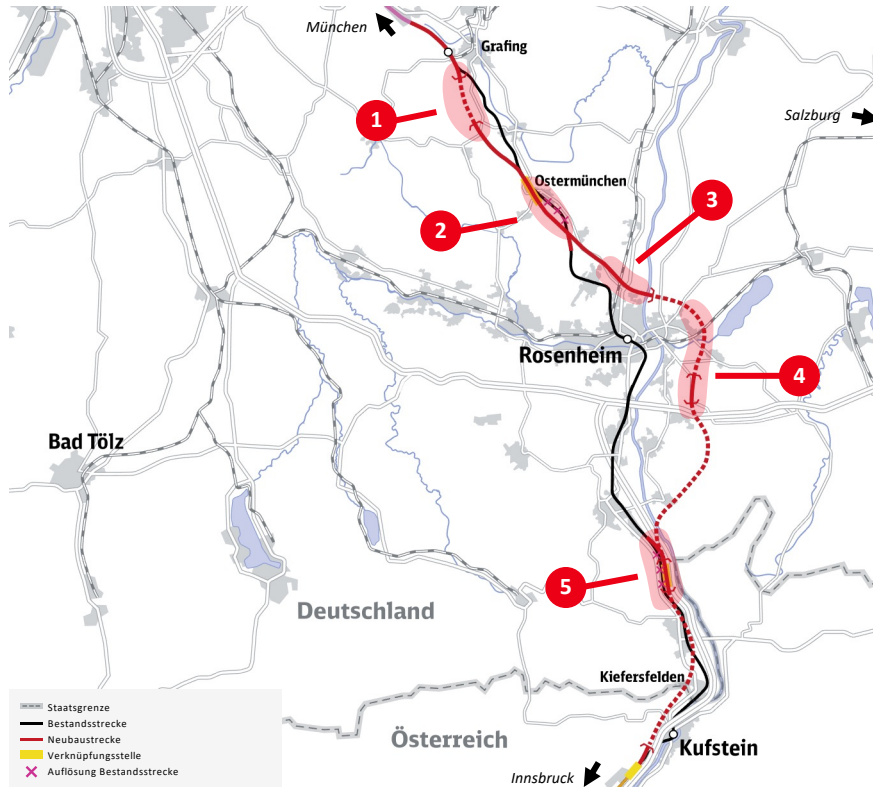 München
Grafing
1
Salzburg
Ostermünchen
3
2
Rosenheim
4
Bad Tölz
5
Deutschland
Kiefersfelden
Österreich
Kufstein
Innsbruck
Staatsgrenze
Bestandsstrecke
Neubaustrecke
Verknüpfungsstelle
Auflösung Bestandsstrecke